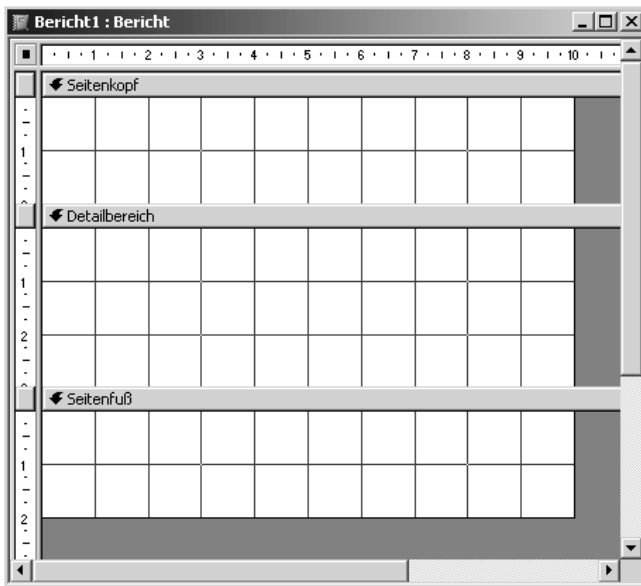 Bericht1 : Bericht
1 2 3 4 5 6 7 8 9 10
Seitenkopf
1
Detailbereich
1
2
Seitenfuß
1
2